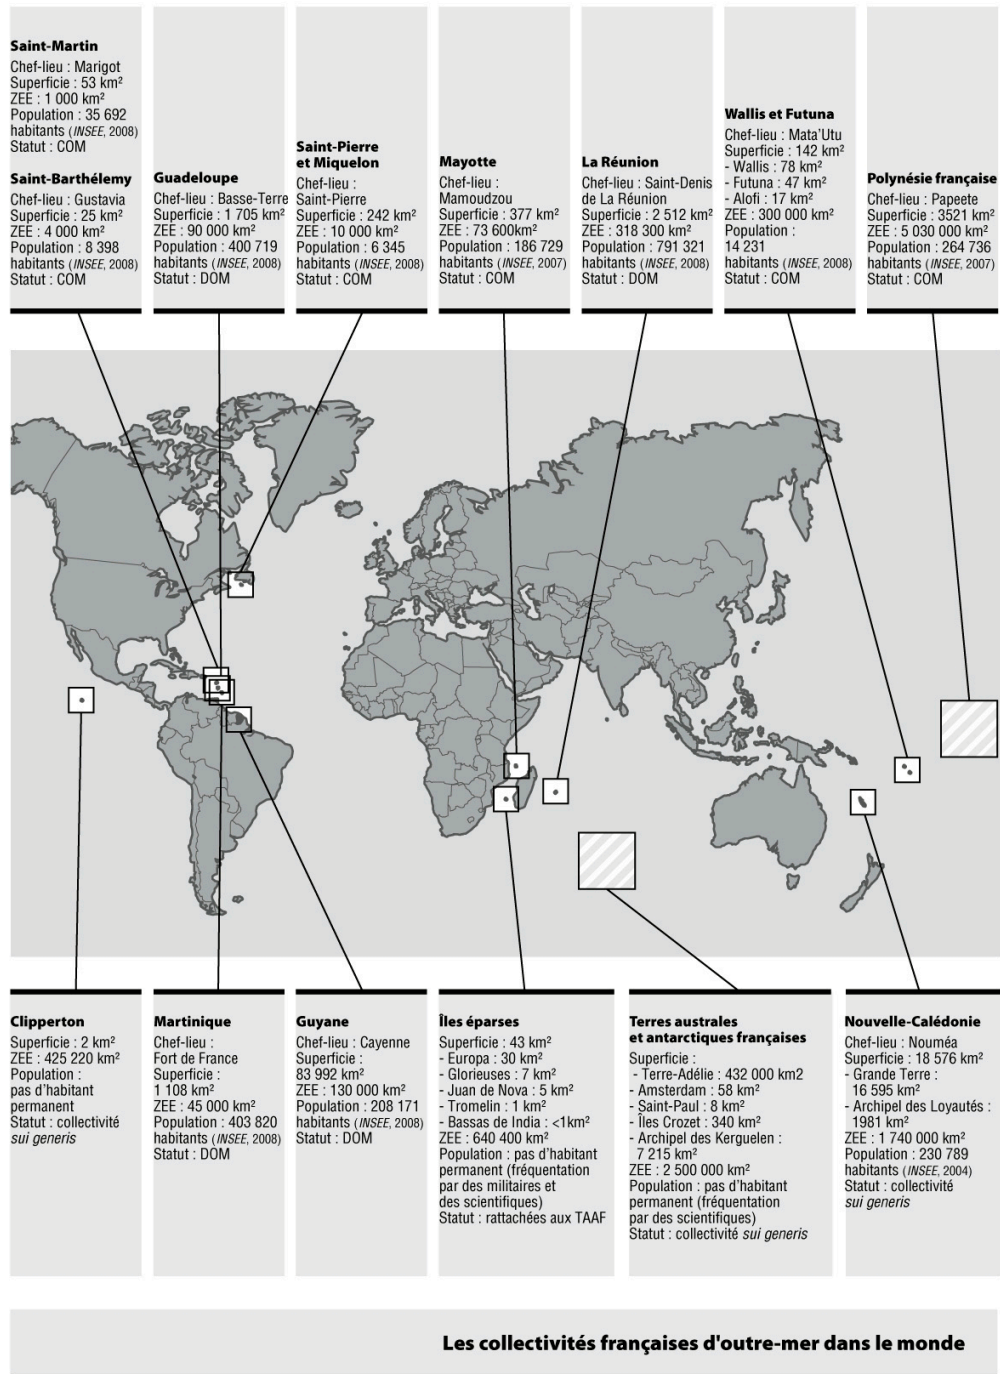 Saint-Martin
Chef-lieu : Marigot
Superficie : 53 km²
ZEE : 1 000 km²
Population : 35 692
habitants (INSEE, 2008)
Statut : COM
Saint-Barthélemy
Chef-lieu : Gustavia
Superficie : 25 km²
ZEE : 4 000 km²
Population : 8 398
habitants (INSEE, 2008)
Statut : COM
Guadeloupe
Chef-lieu : Basse-Terre
Superficie : 1 705 km²
ZEE : 90 000 km²
Population : 400 719
habitants (INSEE, 2008)
Statut : DOM
Saint-Pierre
et Miquelon
Chef-lieu :
Saint-Pierre
Superficie : 242 km²
ZEE : 10 000 km²
Population : 6 345
habitants (INSEE, 2008)
Statut : COM
Mayotte
Chef-lieu :
Mamoudzou
Superficie : 377 km²
ZEE : 73 600km²
Population : 186 729
habitants (INSEE, 2007)
Statut : COM
La Réunion
Chef-lieu : Saint-Denis
de La Réunion
Superficie : 2 512 km²
ZEE : 318 300 km²
Population : 791 321
habitants (INSEE, 2008)
Statut : DOM
Wallis et Futuna
Chef-lieu : Mata'Utu
Superficie : 142 km²
- Wallis : 78 km²
- Futuna : 47 km²
- Alofi : 17 km²
ZEE : 300 000 km²
Population :
14 231
habitants (INSEE, 2008)
Statut : COM
Polynésie française
Chef-lieu : Papeete
Superficie : 3521 km²
ZEE : 5 030 000 km²
Population : 264 736
habitants (INSEE, 2007)
Statut : COM
Clipperton
Superficie : 2 km²
ZEE : 425 220 km²
Population :
pas d'habitant
permanent
Statut : collectivité
sui generis
Martinique
Chef-lieu :
Fort de France
Superficie :
1 108 km²
ZEE : 45 000 km²
Population : 403 820
habitants (INSEE, 2008)
Statut : DOM
Guyane
Chef-lieu : Cayenne
Superficie :
83 992 km²
ZEE : 130 000 km²
Population : 208 171
habitants (INSEE, 2008)
Statut : DOM
Îles éparses
Superficie : 43 km²
- Europa : 30 km²
- Glorieuses : 7 km²
- Juan de Nova : 5 km²
- Tromelin : 1 km²
- Bassas de India : <1km²
ZEE : 640 400 km²
Population : pas d'habitant
permanent (fréquentation
par des militaires et
des scientifiques)
Statut : rattachées aux TAAF
Terres australes
et antarctiques françaises
Superficie :
- Terre-Adélie : 432 000 km2
- Amsterdam : 58 km²
- Saint-Paul : 8 km²
- Îles Crozet : 340 km²
- Archipel des Kerguelen :
7 215 km²
ZEE : 2 500 000 km²
Population : pas d'habitant
permanent (fréquentation
par des scientifiques)
Statut : collectivité sui generis
Nouvelle-Calédonie
Chef-lieu : Nouméa
Superficie : 18 576 km²
- Grande Terre :
16 595 km²
- Archipel des Loyautés :
1981 km²
ZEE : 1 740 000 km²
Population : 230 789
habitants (INSEE, 2004)
Statut : collectivité
sui generis
Les collectivités françaises d'outre-mer dans le monde